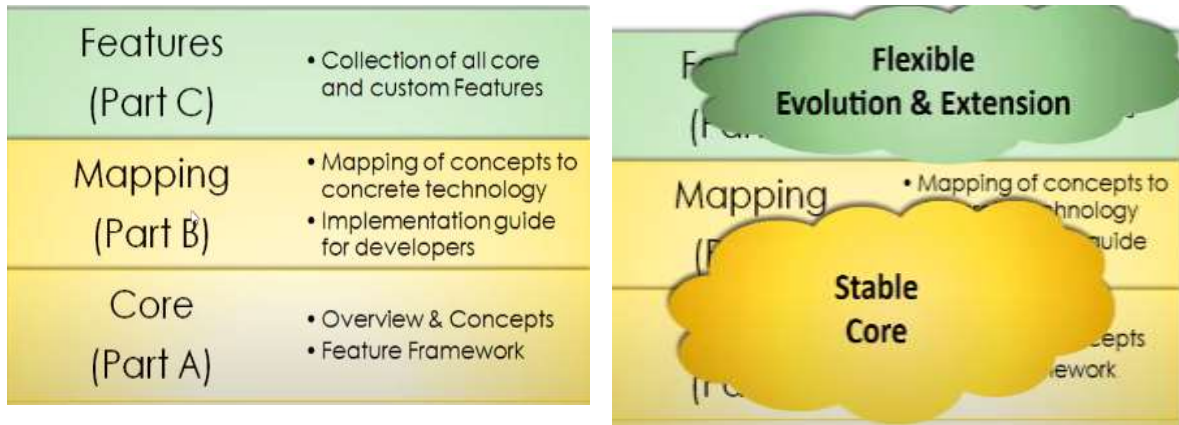 Features
(Part C)
• Collection of all core
and custom Features
Mapping
(Part B)
• Mapping of concepts to
concrete technology
• Implementation guide
for developers
Core
(Part A)
• Overview & Concepts
• Feature Framework
Flexible
Evolution & Extension
Mapping
• Mapping of concepts to
guide
Stable
Core